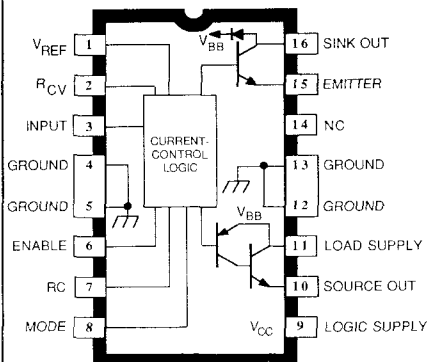 VREF 1
RCV 2
INPUT 3
GROUND 4
GROUND 5
ENABLE 6
RC 7
MODE 8
CURRENT-
CONTROL
LOGIC
VBB
VBB
VCC
16 SINK OUT
15 EMITTER
14 NC
13 GROUND
12 GROUND
11 LOAD SUPPLY
10 SOURCE OUT
9 LOGIC SUPPLY